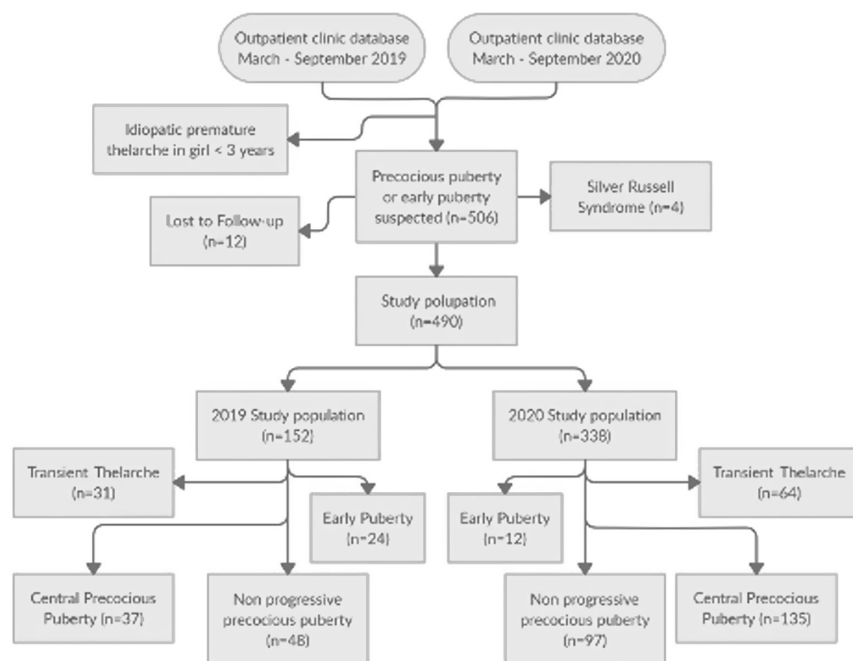 Outpatient clinic database
March - September 2019
Outpatient clinic database
March - September 2020
Idiopatic premature
thelarche in girl < 3 years
Precocious puberty
or early puberty
suspected (n=506)
Silver Russell
Syndrome (n=4)
Lost to Follow-up
(n=12)
Study polupation
(n=490)
2019 Study population
(n=152)
2020 Study population
(n=338)
Transient Thelarche
(n=31)
Early Puberty
(n=24)
Early Puberty
(n=12)
Transient Thelarche
(n=64)
Central Precocious
Puberty (n=37)
Non progressive
precocious puberty
(n=48)
Non progressive
precocious puberty
(n=97)
Central Precocious
Puberty (n=135)